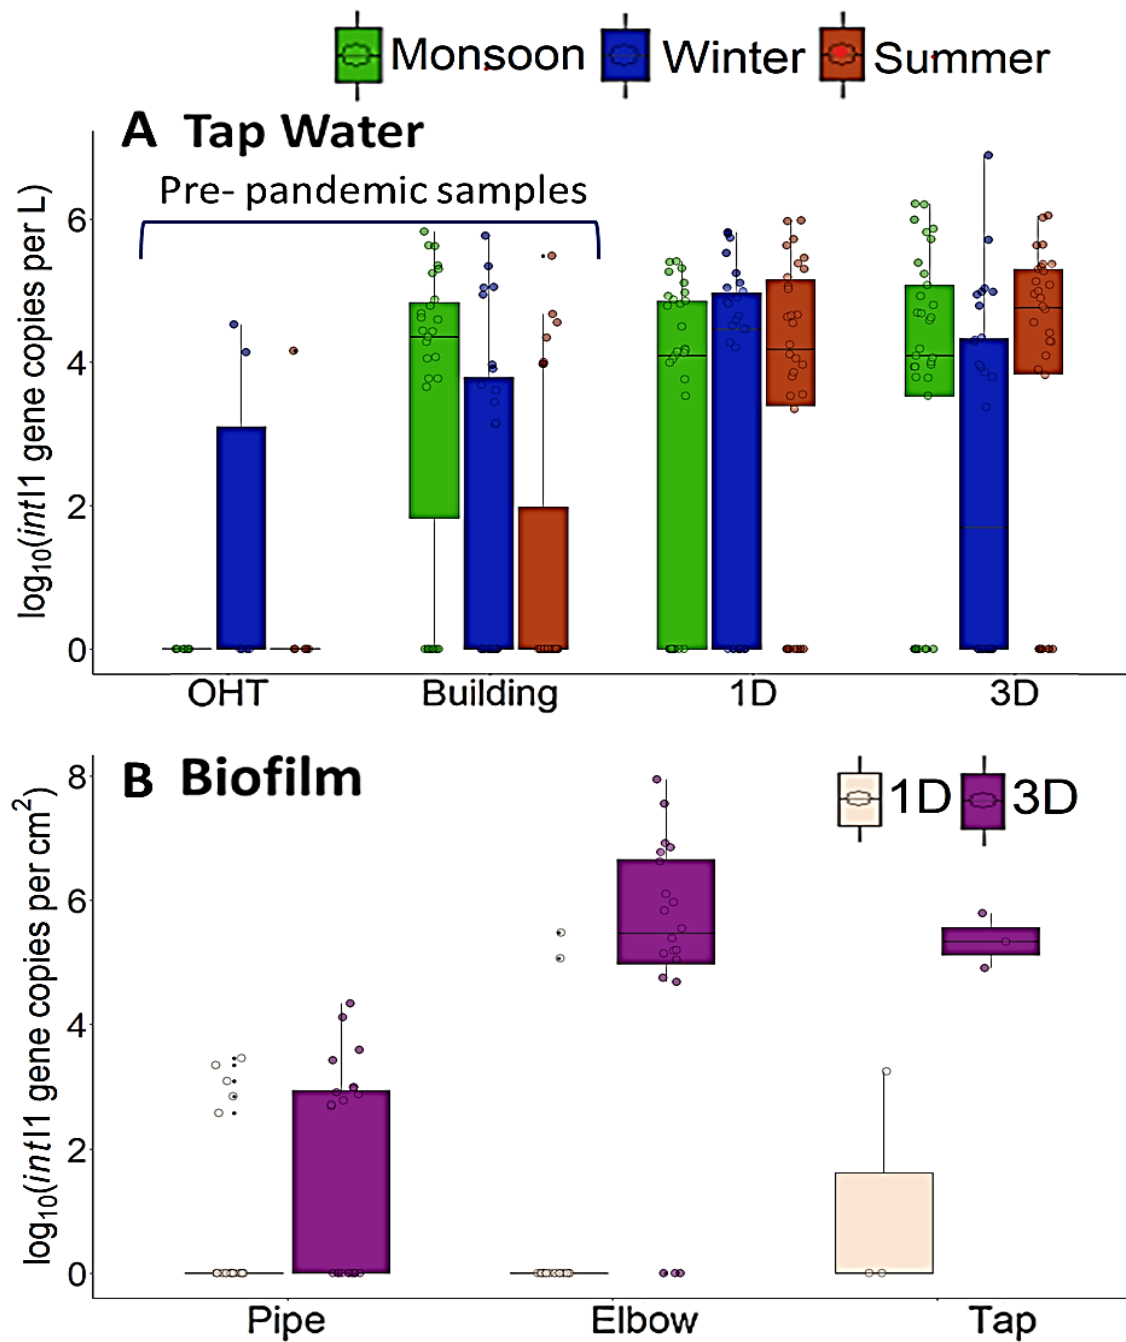 Monsoon Winter Summer
A Tap Water
Pre- pandemic samples
log₁₀(intI1 gene copies per L)
6
4
2
0
OHT Building 1D 3D
B Biofilm
1D 3D
log₁₀(intI1 gene copies per cm²)
8
6
4
2
0
Pipe Elbow Tap